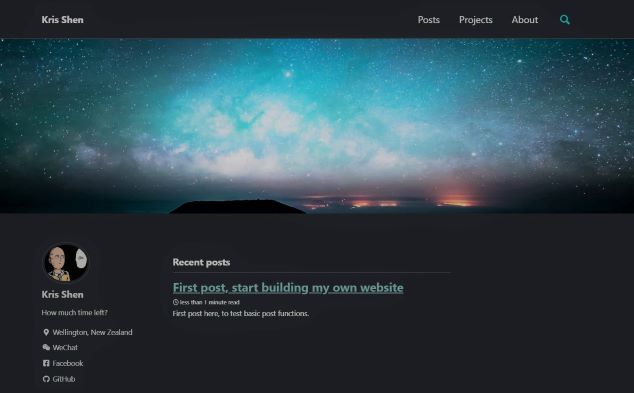 Kris Shen
Posts Projects About
Kris Shen
How much time left?
Wellington, New Zealand
WeChat
Facebook
GitHub
Recent posts
First post, start building my own website
less than 1 minute read
First post here, to test basic post functions.